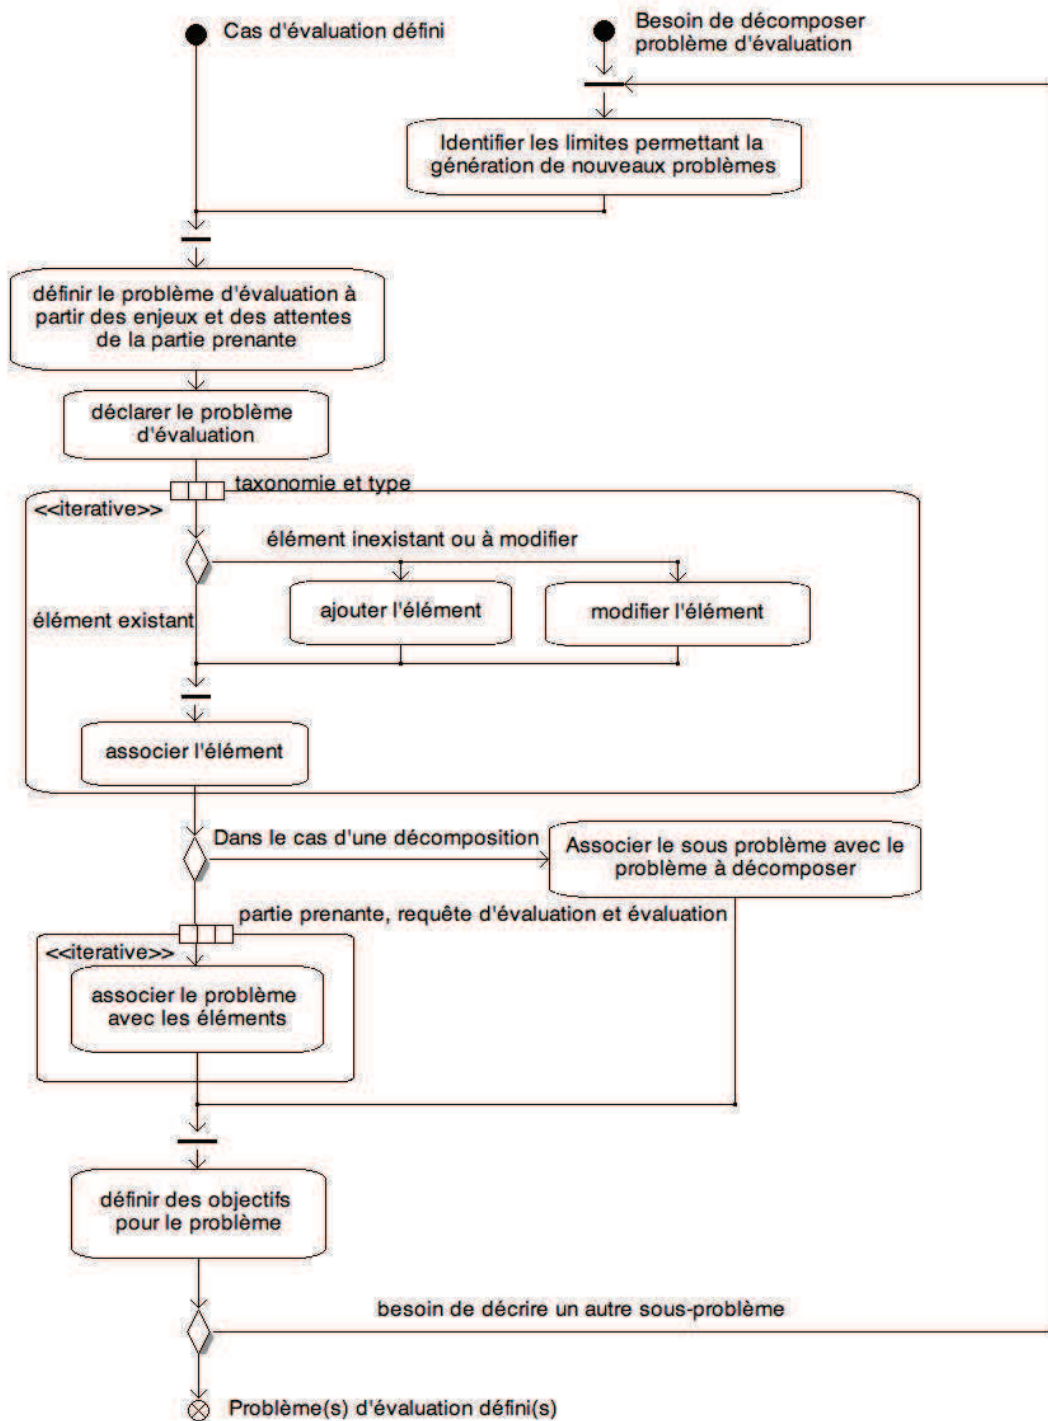 Cas d'évaluation défini
Besoin de décomposer
problème d'évaluation
Identifier les limites permettant la
génération de nouveaux problèmes
définir le problème d'évaluation à
partir des enjeux et des attentes
de la partie prenante
déclarer le problème
d'évaluation
taxonomie et type
<<iterative>>
élément inexistant ou à modifier
ajouter l'élément
modifier l'élément
élément existant
associer l'élément
Dans le cas d'une décomposition
Associer le sous problème avec le
problème à décomposer
partie prenante, requête d'évaluation et évaluation
<<iterative>>
associer le problème
avec les éléments
définir des objectifs
pour le problème
besoin de décrire un autre sous-problème
Problème(s) d'évaluation défini(s)